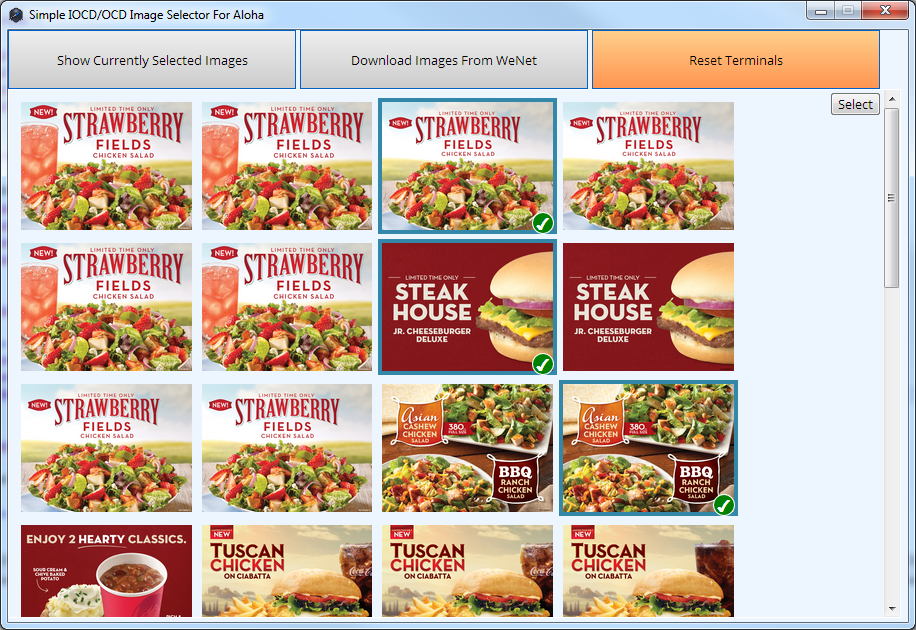 Simple IOCD/OCD Image Selector For Aloha
Show Currently Selected Images
Download Images From WeNet
Reset Terminals
Select
NEW!
LIMITED TIME ONLY
STRAWBERRY
FIELDS
CHICKEN SALAD
NEW!
LIMITED TIME ONLY
STRAWBERRY
FIELDS
CHICKEN SALAD
NEW!
LIMITED TIME ONLY
STRAWBERRY
FIELDS
CHICKEN SALAD
NEW!
LIMITED TIME ONLY
STRAWBERRY
FIELDS
CHICKEN SALAD
NEW!
LIMITED TIME ONLY
STRAWBERRY
FIELDS
CHICKEN SALAD
NEW!
LIMITED TIME ONLY
STRAWBERRY
FIELDS
CHICKEN SALAD
LIMITED TIME ONLY
STEAK
HOUSE
JR. CHEESEBURGER
DELUXE
LIMITED TIME ONLY
STEAK
HOUSE
JR. CHEESEBURGER
DELUXE
NEW!
LIMITED TIME ONLY
STRAWBERRY
FIELDS
CHICKEN SALAD
NEW!
LIMITED TIME ONLY
STRAWBERRY
FIELDS
CHICKEN SALAD
Asian
CASHEW
CHICKEN
SALAD
380
FULL SIZE
BBQ
RANCH
CHICKEN
SALAD
Asian
CASHEW
CHICKEN
SALAD
380
FULL SIZE
BBQ
RANCH
CHICKEN
SALAD
ENJOY 2 HEARTY CLASSICS.
SOUR CREAM &
CHIVE BAKED
POTATO
NEW
TUSCAN
CHICKEN
ON CIABATTA
Coca
NEW
TUSCAN
CHICKEN
ON CIABATTA
Coca
NEW
TUSCAN
CHICKEN
ON CIABATTA